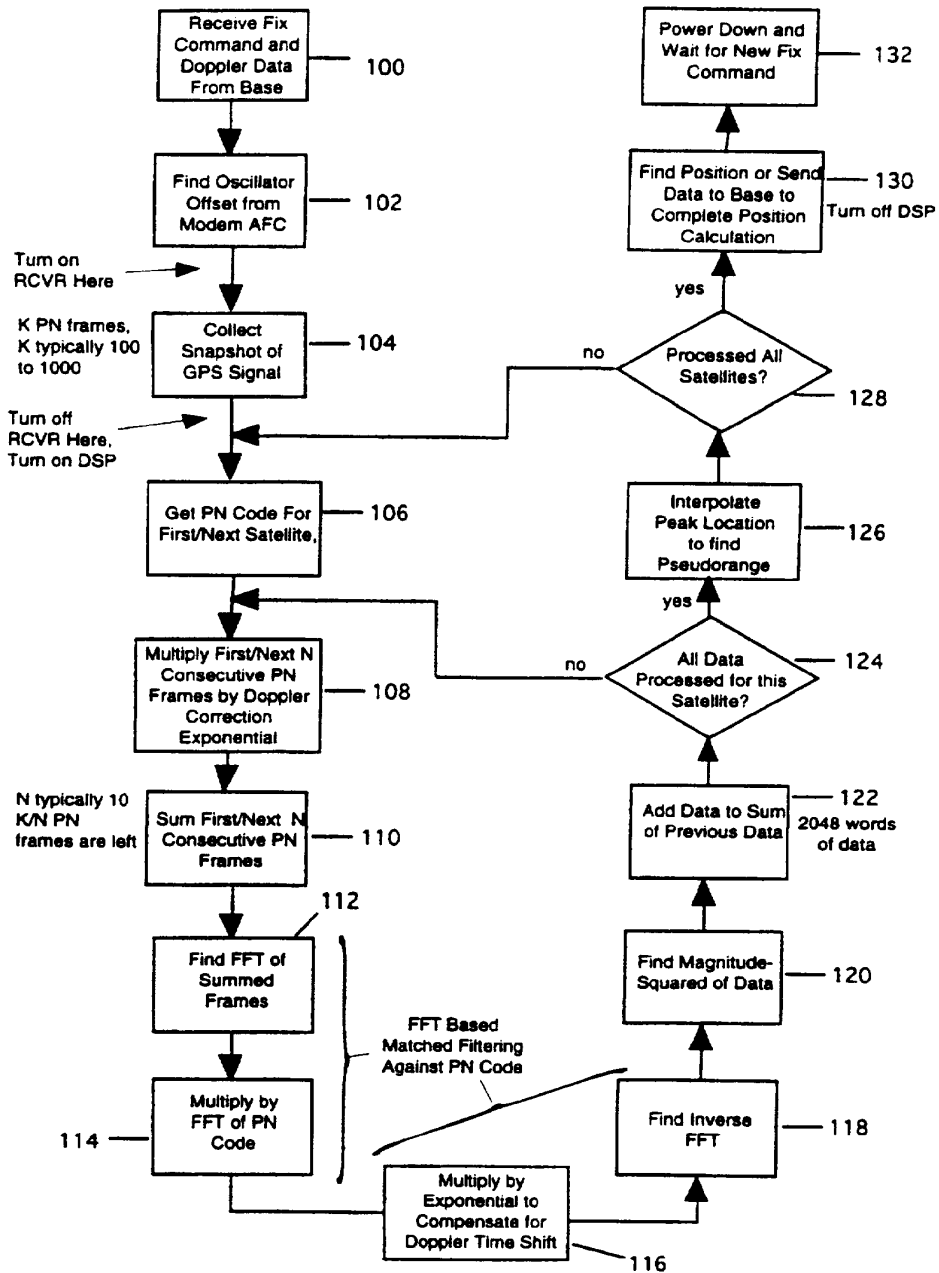 Receive Fix
Command and
Doppler Data
From Base
100
Find Oscillator
Offset from
Modem AFC
102
Turn on
RCVR Here
K PN frames,
K typically 100
to 1000
Collect
Snapshot of
GPS Signal
104
Turn off
RCVR Here,
Turn on DSP
Get PN Code For
First/Next Satellite,
106
Multiply First/Next N
Consecutive PN
Frames by Doppler
Correction
Exponential
108
N typically 10
K/N PN
frames are left
Sum First/Next N
Consecutive PN
Frames
110
112
Find FFT of
Summed
Frames
FFT Based
Matched Filtering
Against PN Code
Multiply by
FFT of PN
Code
114
Multiply by
Exponential to
Compensate for
Doppler Time Shift
116
Find Inverse
FFT
118
Find Magnitude-
Squared of Data
120
Add Data to Sum
of Previous Data
122
2048 words
of data
All Data
Processed for this
Satellite?
124
no
yes
Interpolate
Peak Location
to find
Pseudorange
126
Processed All
Satellites?
128
no
yes
Find Position or Send
Data to Base to
Complete Position
Calculation
130
Turn off DSP
Power Down and
Wait for New Fix
Command
132